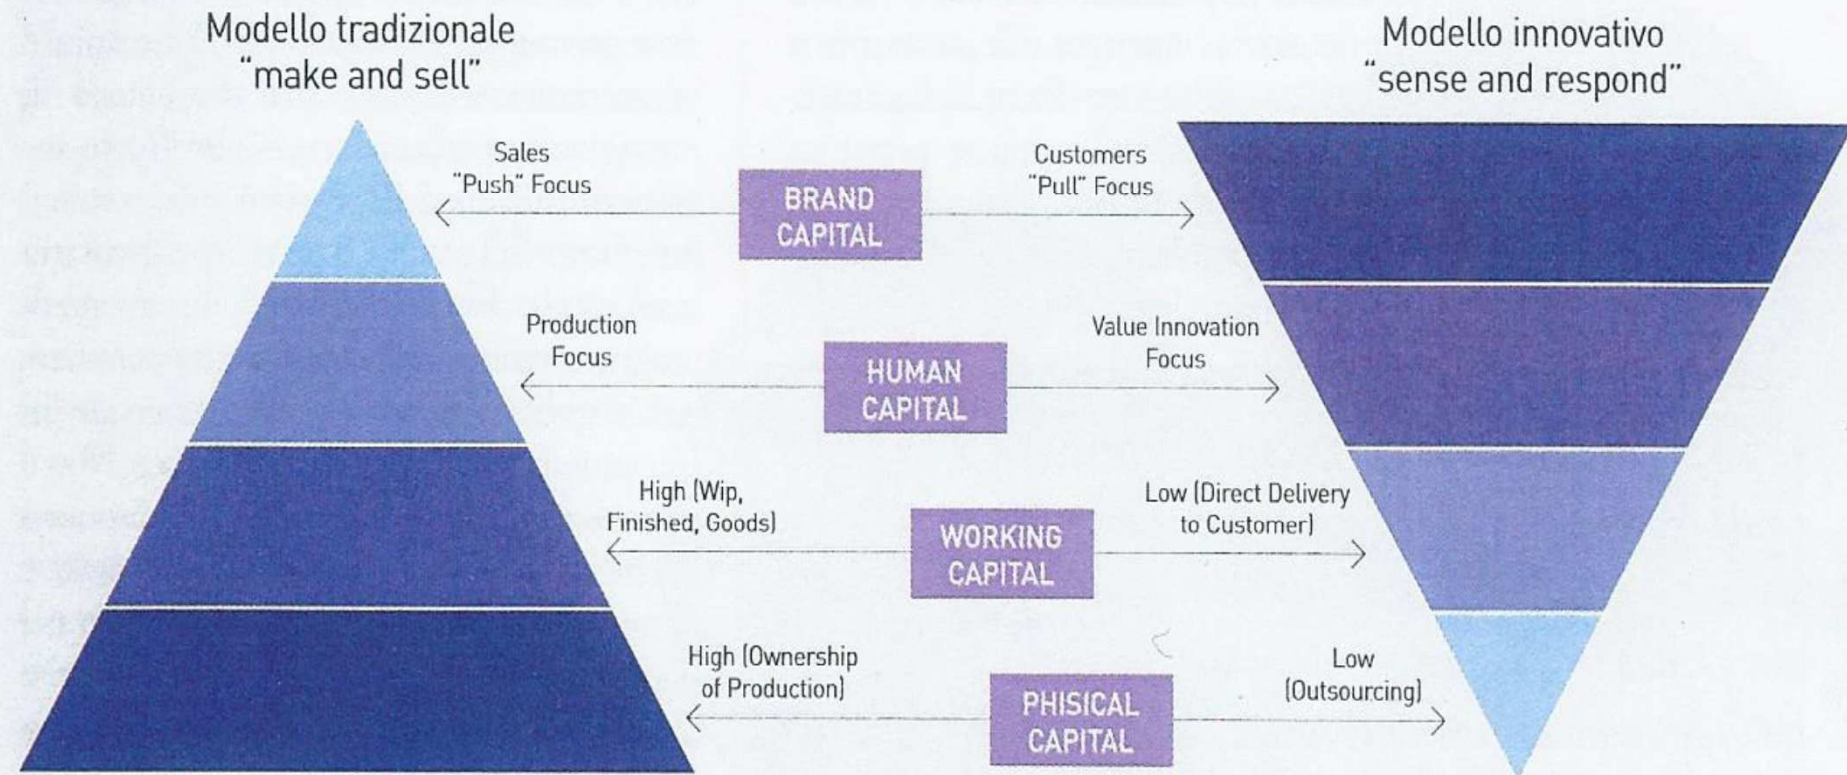 Modello tradizionale
“make and sell”
Modello innovativo
“sense and respond”
Sales
“Push” Focus
BRAND
CAPITAL
Customers
“Pull” Focus
Production
Focus
HUMAN
CAPITAL
Value Innovation
Focus
High (Wip,
Finished, Goods)
WORKING
CAPITAL
Low (Direct Delivery
to Customer)
High (Ownership
of Production)
PHISICAL
CAPITAL
Low
(Outsourcing)